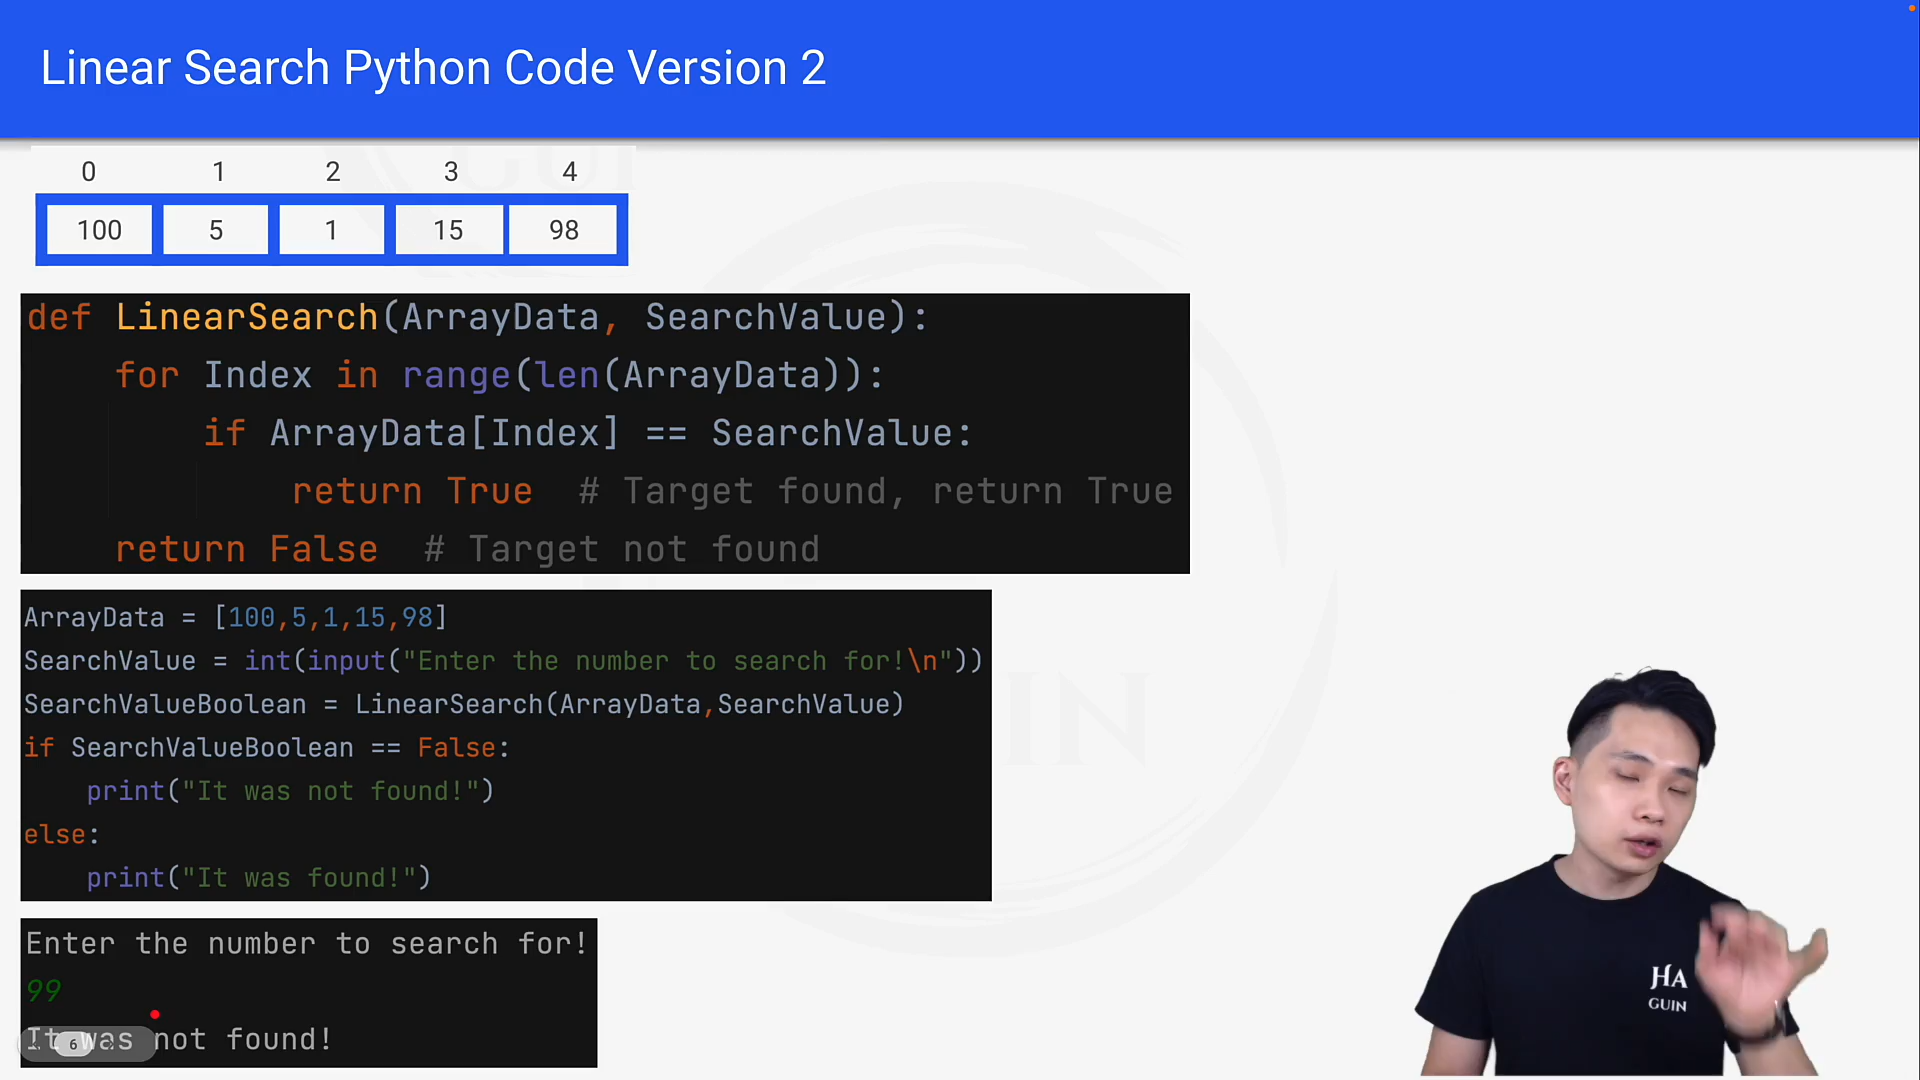 Linear Search Python Code Version 2
0 1 2 3 4
100 5 1 15 98
def LinearSearch(ArrayData, SearchValue):
    for Index in range(len(ArrayData)):
        if ArrayData[Index] == SearchValue:
            return True  # Target found, return True
    return False  # Target not found
ArrayData = [100,5,1,15,98]
SearchValue = int(input("Enter the number to search for!\n"))
SearchValueBoolean = LinearSearch(ArrayData,SearchValue)
if SearchValueBoolean == False:
    print("It was not found!")
else:
    print("It was found!")
Enter the number to search for!
99
It was not found!
6
HA
GUIN